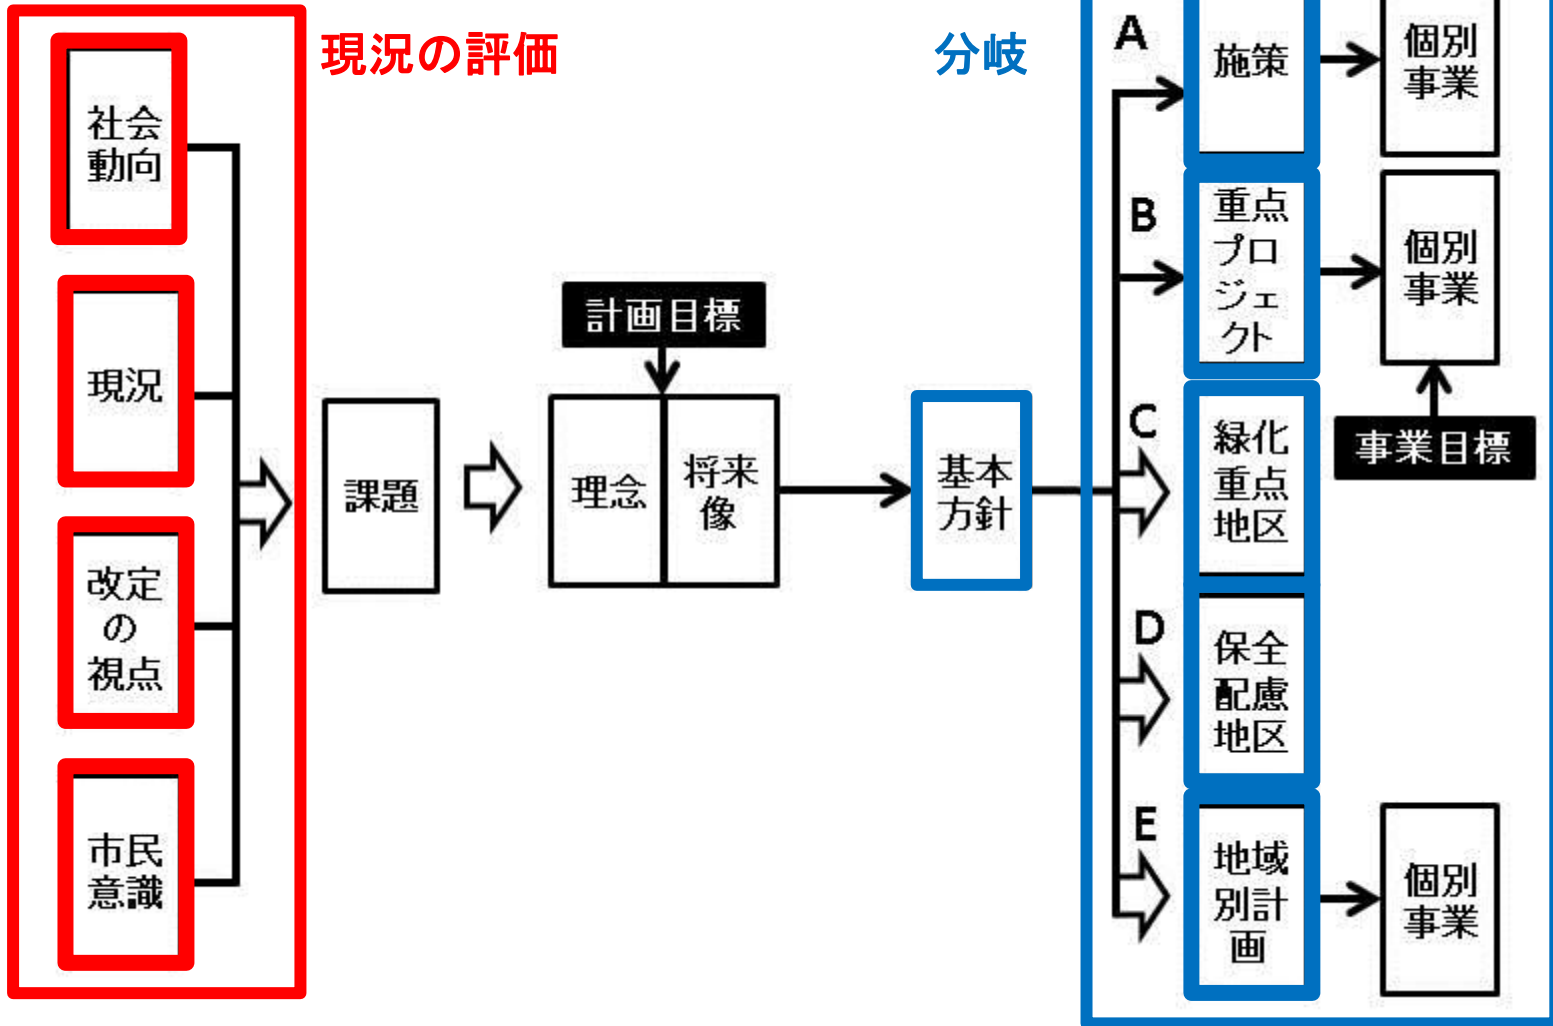 現況の評価
社会
動向
現況
改定
の
視点
市民
意識
課題
計画目標
理念
将来
像
基本
方針
分岐
A
施策
個別
事業
B
重点
プロ
ジェ
クト
個別
事業
事業目標
C
緑化
重点
地区
D
保全
配慮
地区
E
地域
別計
画
個別
事業